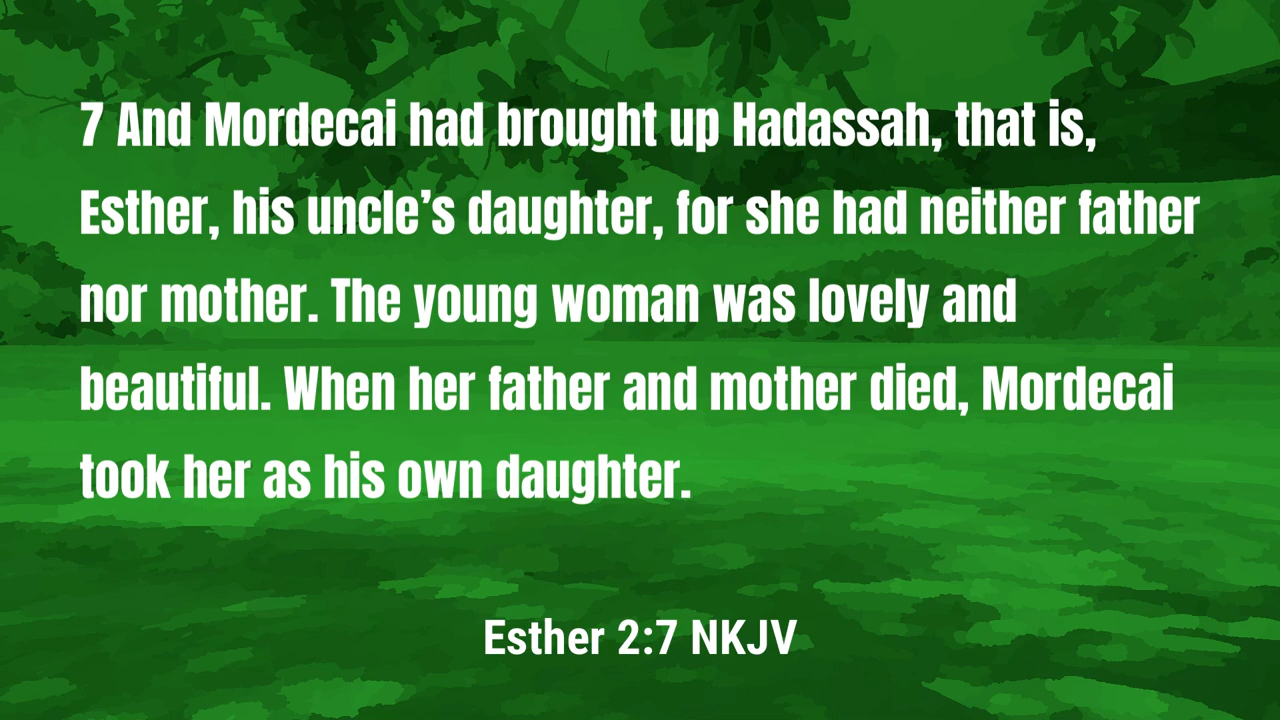 7 And Mordecai had brought up Hadassah, that is,
Esther, his uncle’s daughter, for she had neither father
nor mother. The young woman was lovely and
beautiful. When her father and mother died, Mordecai
took her as his own daughter.
Esther 2:7 NKJV